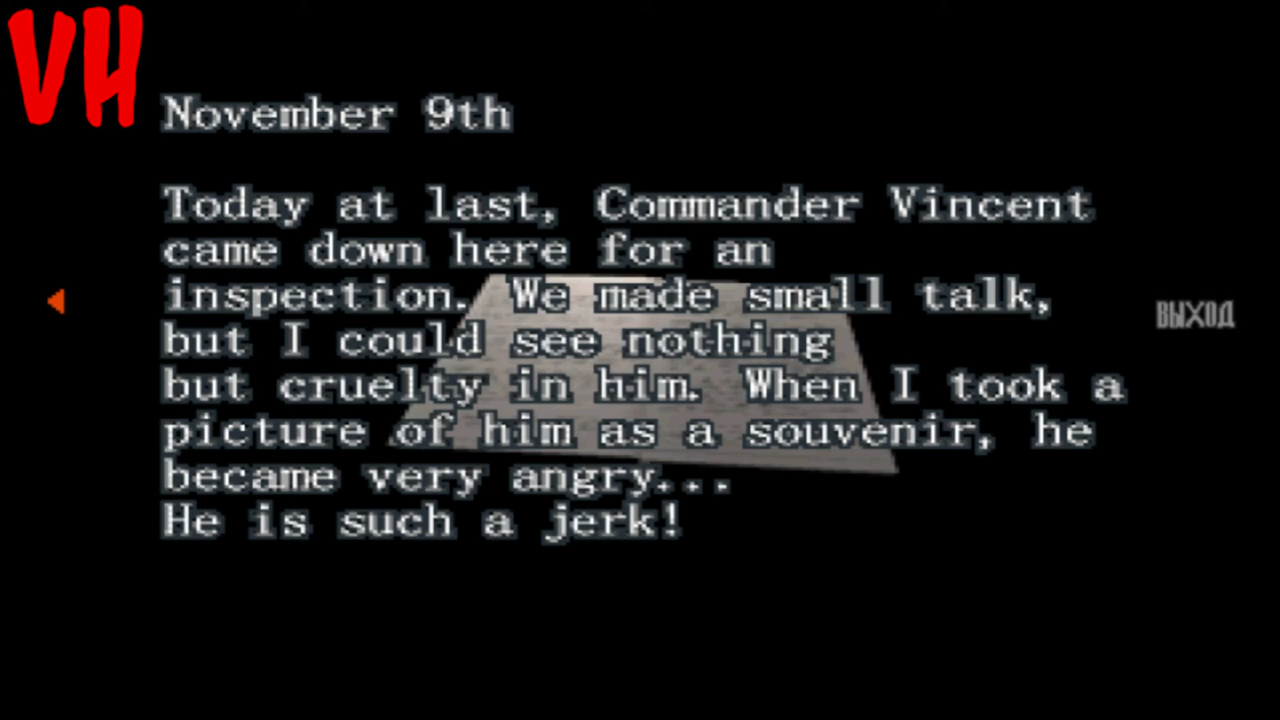 VH
November 9th
Today at last, Commander Vincent
came down here for an
inspection. We made small talk,
but I could see nothing
but cruelty in him. When I took a
picture of him as a souvenir, he
became very angry...
He is such a jerk!
ВЫХОД